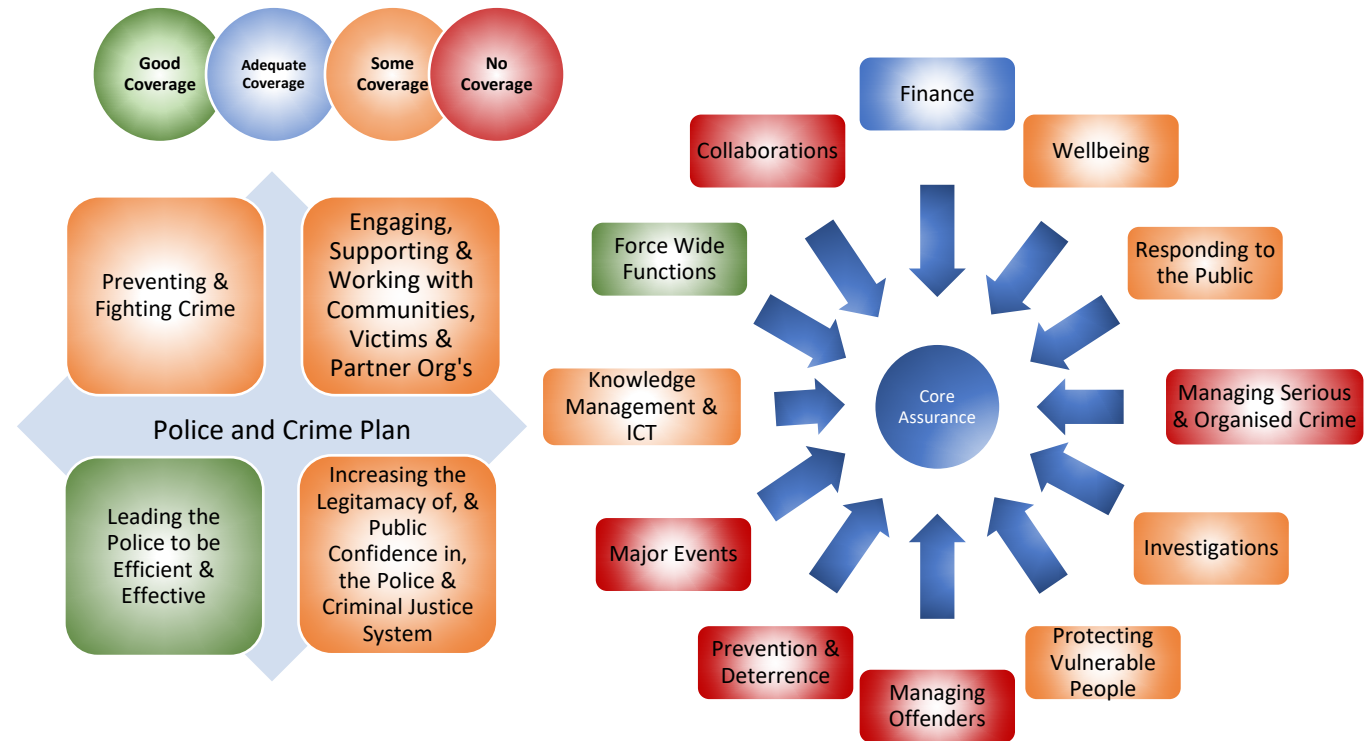 Good
Coverage
Adequate
Coverage
Some
Coverage
No
Coverage
Preventing &
Fighting Crime
Engaging,
Supporting &
Working with
Communities,
Victims &
Partner Org's
Police and Crime Plan
Leading the
Police to be
Efficient &
Effective
Increasing the
Legitamacy of, &
Public
Confidence in,
the Police &
Criminal Justice
System
Finance
Wellbeing
Responding to
the Public
Managing Serious
& Organised Crime
Investigations
Protecting
Vulnerable
People
Managing
Offenders
Prevention &
Deterrence
Major Events
Knowledge
Management &
ICT
Force Wide
Functions
Collaborations
Core
Assurance